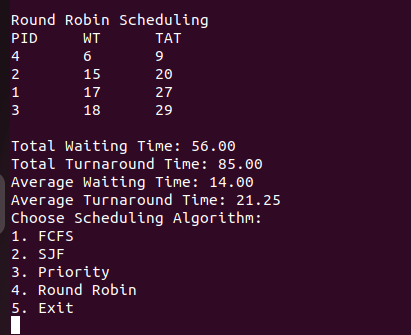 Round Robin Scheduling
PID WT TAT
4 6 9
2 15 20
1 17 27
3 18 29
Total Waiting Time: 56.00
Total Turnaround Time: 85.00
Average Waiting Time: 14.00
Average Turnaround Time: 21.25
Choose Scheduling Algorithm:
1. FCFS
2. SJF
3. Priority
4. Round Robin
5. Exit